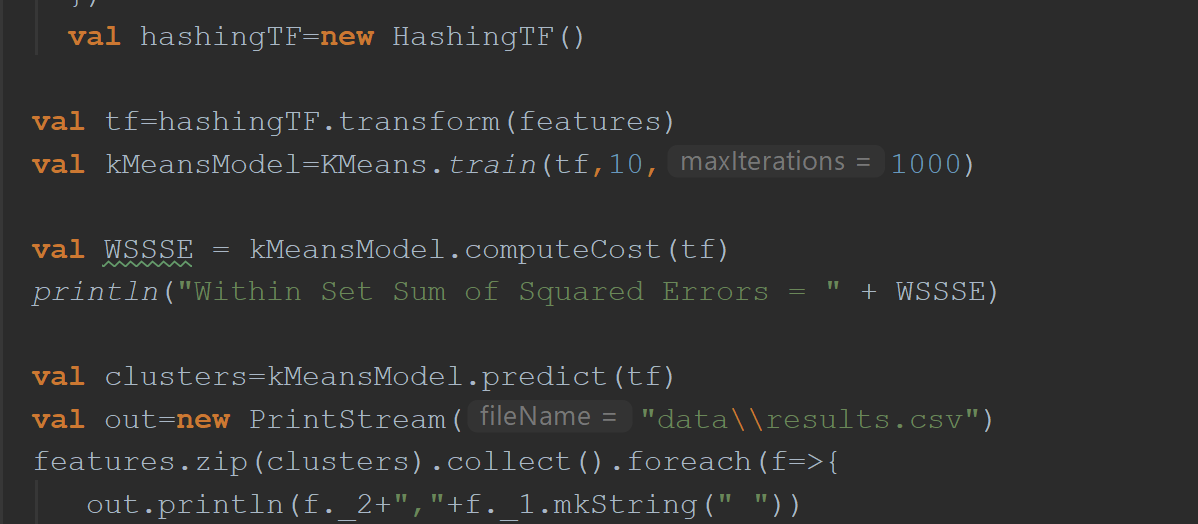 })
val hashingTF=new HashingTF()
val tf=hashingTF.transform(features)
val kMeansModel=KMeans.train(tf,10, maxIterations = 1000)
val WSSSE = kMeansModel.computeCost(tf)
println("Within Set Sum of Squared Errors = " + WSSSE)
val clusters=kMeansModel.predict(tf)
val out=new PrintStream( fileName = "data\\results.csv")
features.zip(clusters).collect().foreach(f=>{
out.println(f._2+","+f._1.mkString(" "))